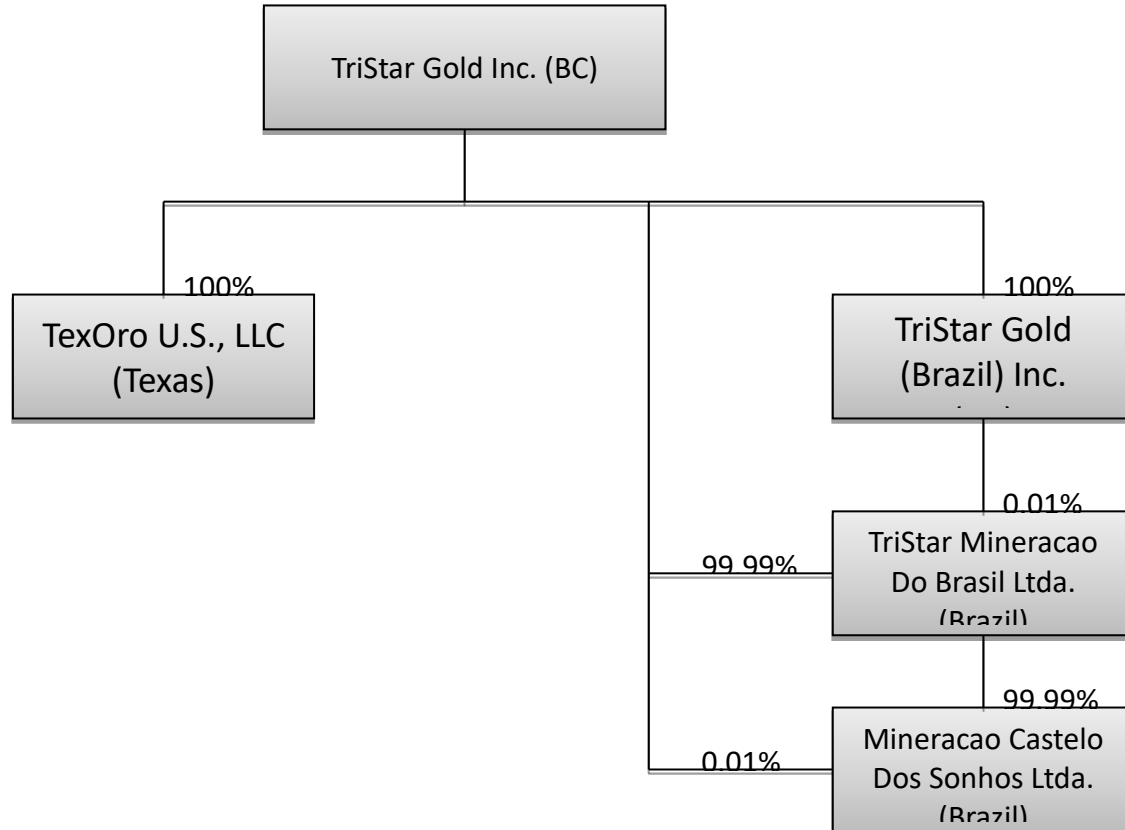 TriStar Gold Inc. (BC)
100%
100%
TexOro U.S., LLC
(Texas)
TriStar Gold
(Brazil) Inc.
0.01%
TriStar Mineracao
Do Brasil Ltda.
(Brazil)
99.99%
99.99%
Mineracao Castelo
Dos Sonhos Ltda.
(Brazil)
0.01%